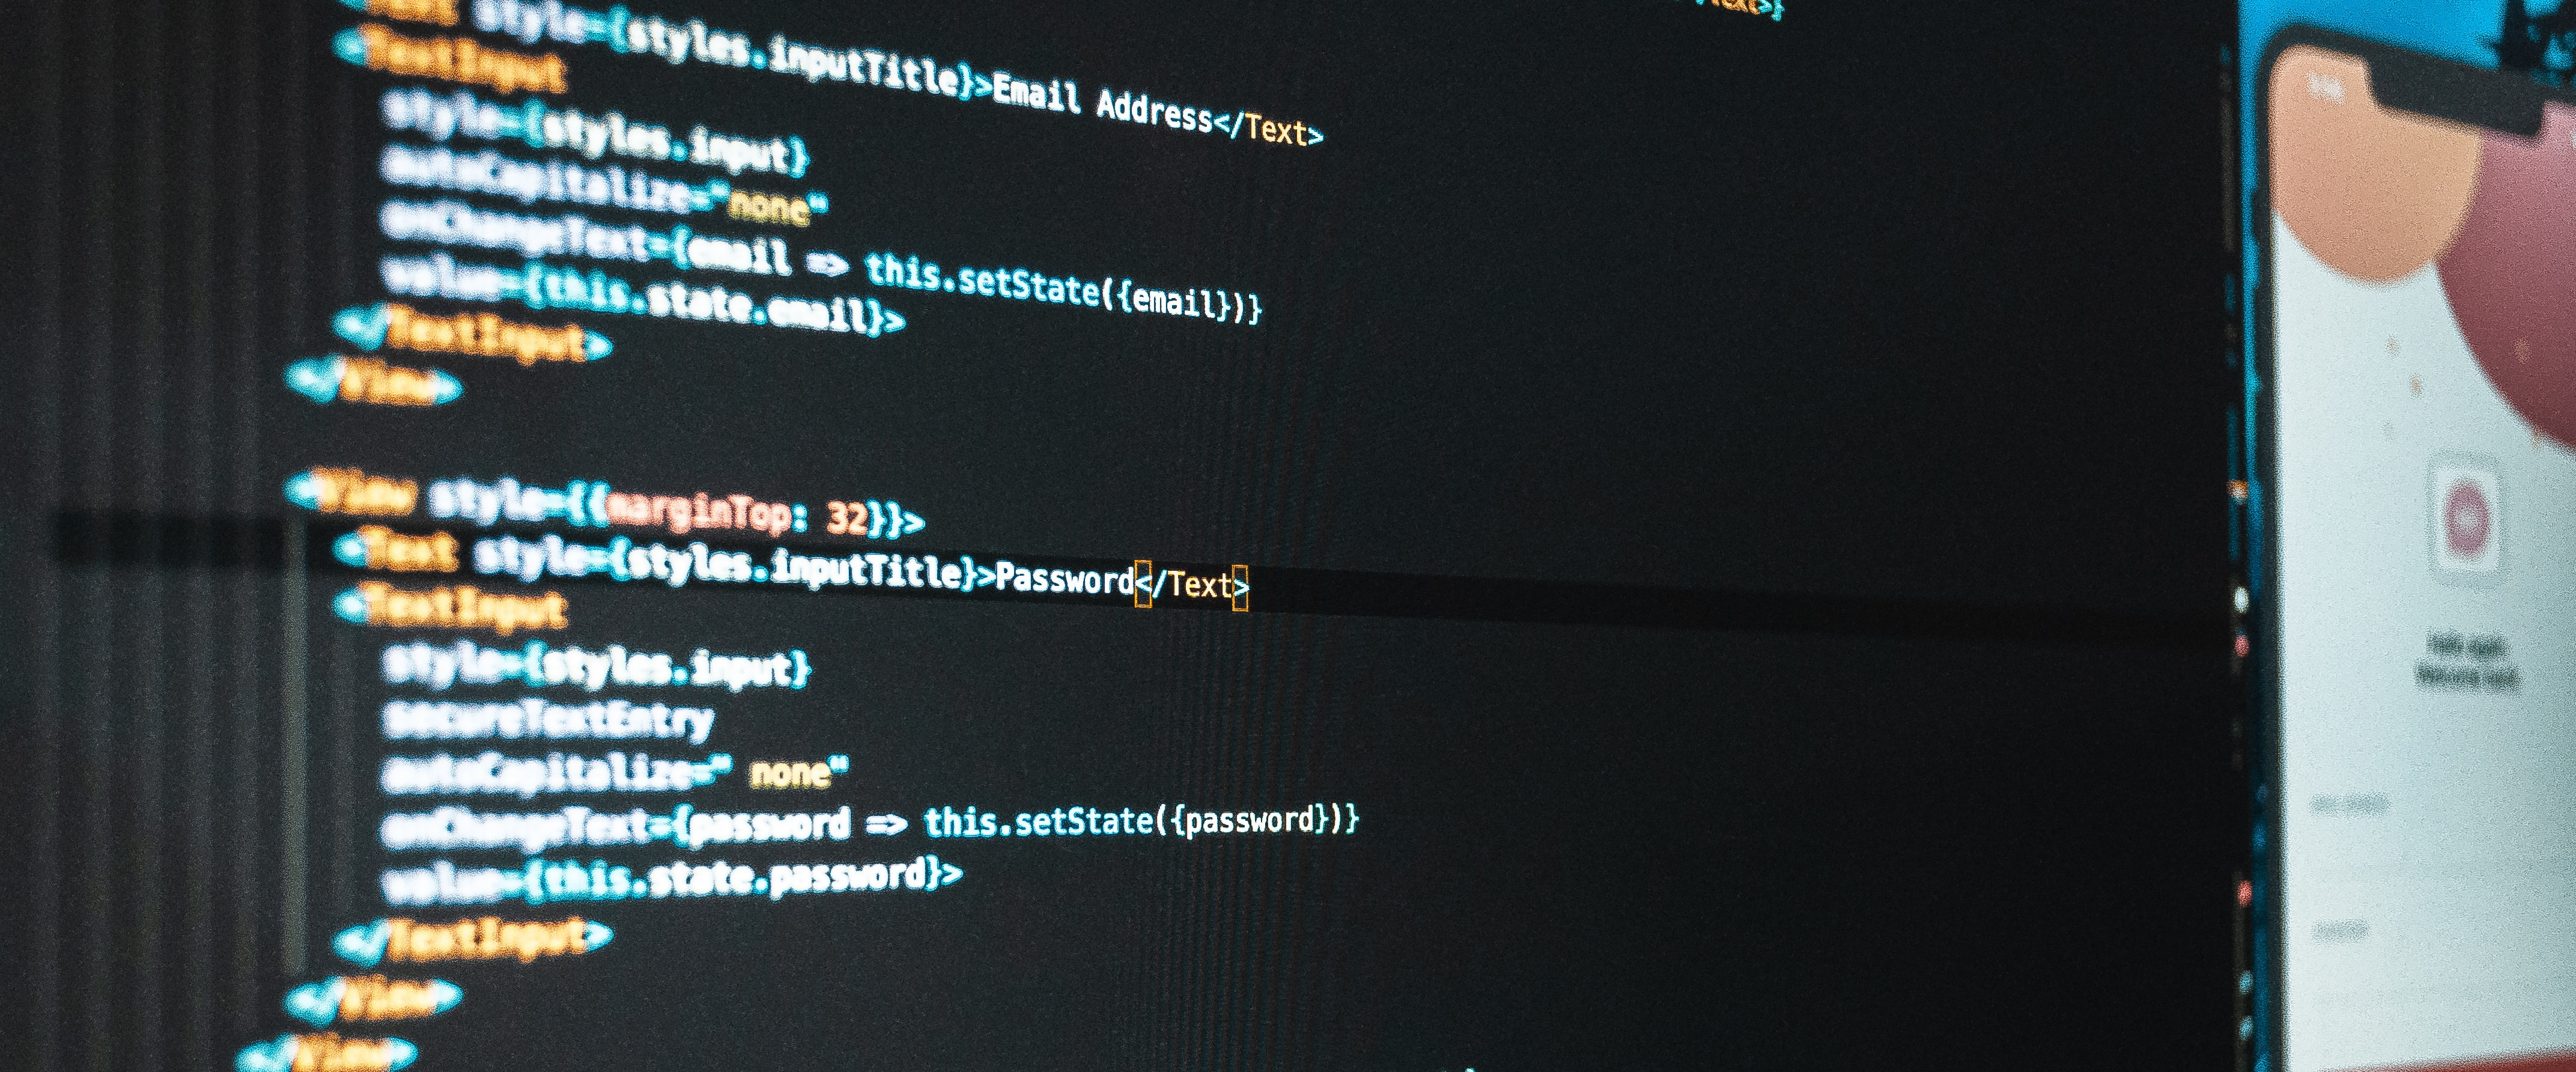 Text>}
<Text style={styles.inputTitle}>Email Address</Text>
<TextInput
style={styles.input}
autoCapitalize="none"
onChangeText={email => this.setState({email})}
value={this.state.email}>
</TextInput>
</View>
<View style={{marginTop: 32}}>
<Text style={styles.inputTitle}>Password</Text>
<TextInput
style={styles.input}
secureTextEntry
autoCapitalize=" none"
onChangeText={password => this.setState({password})}
value={this.state.password}>
</TextInput>
</View>
</View>